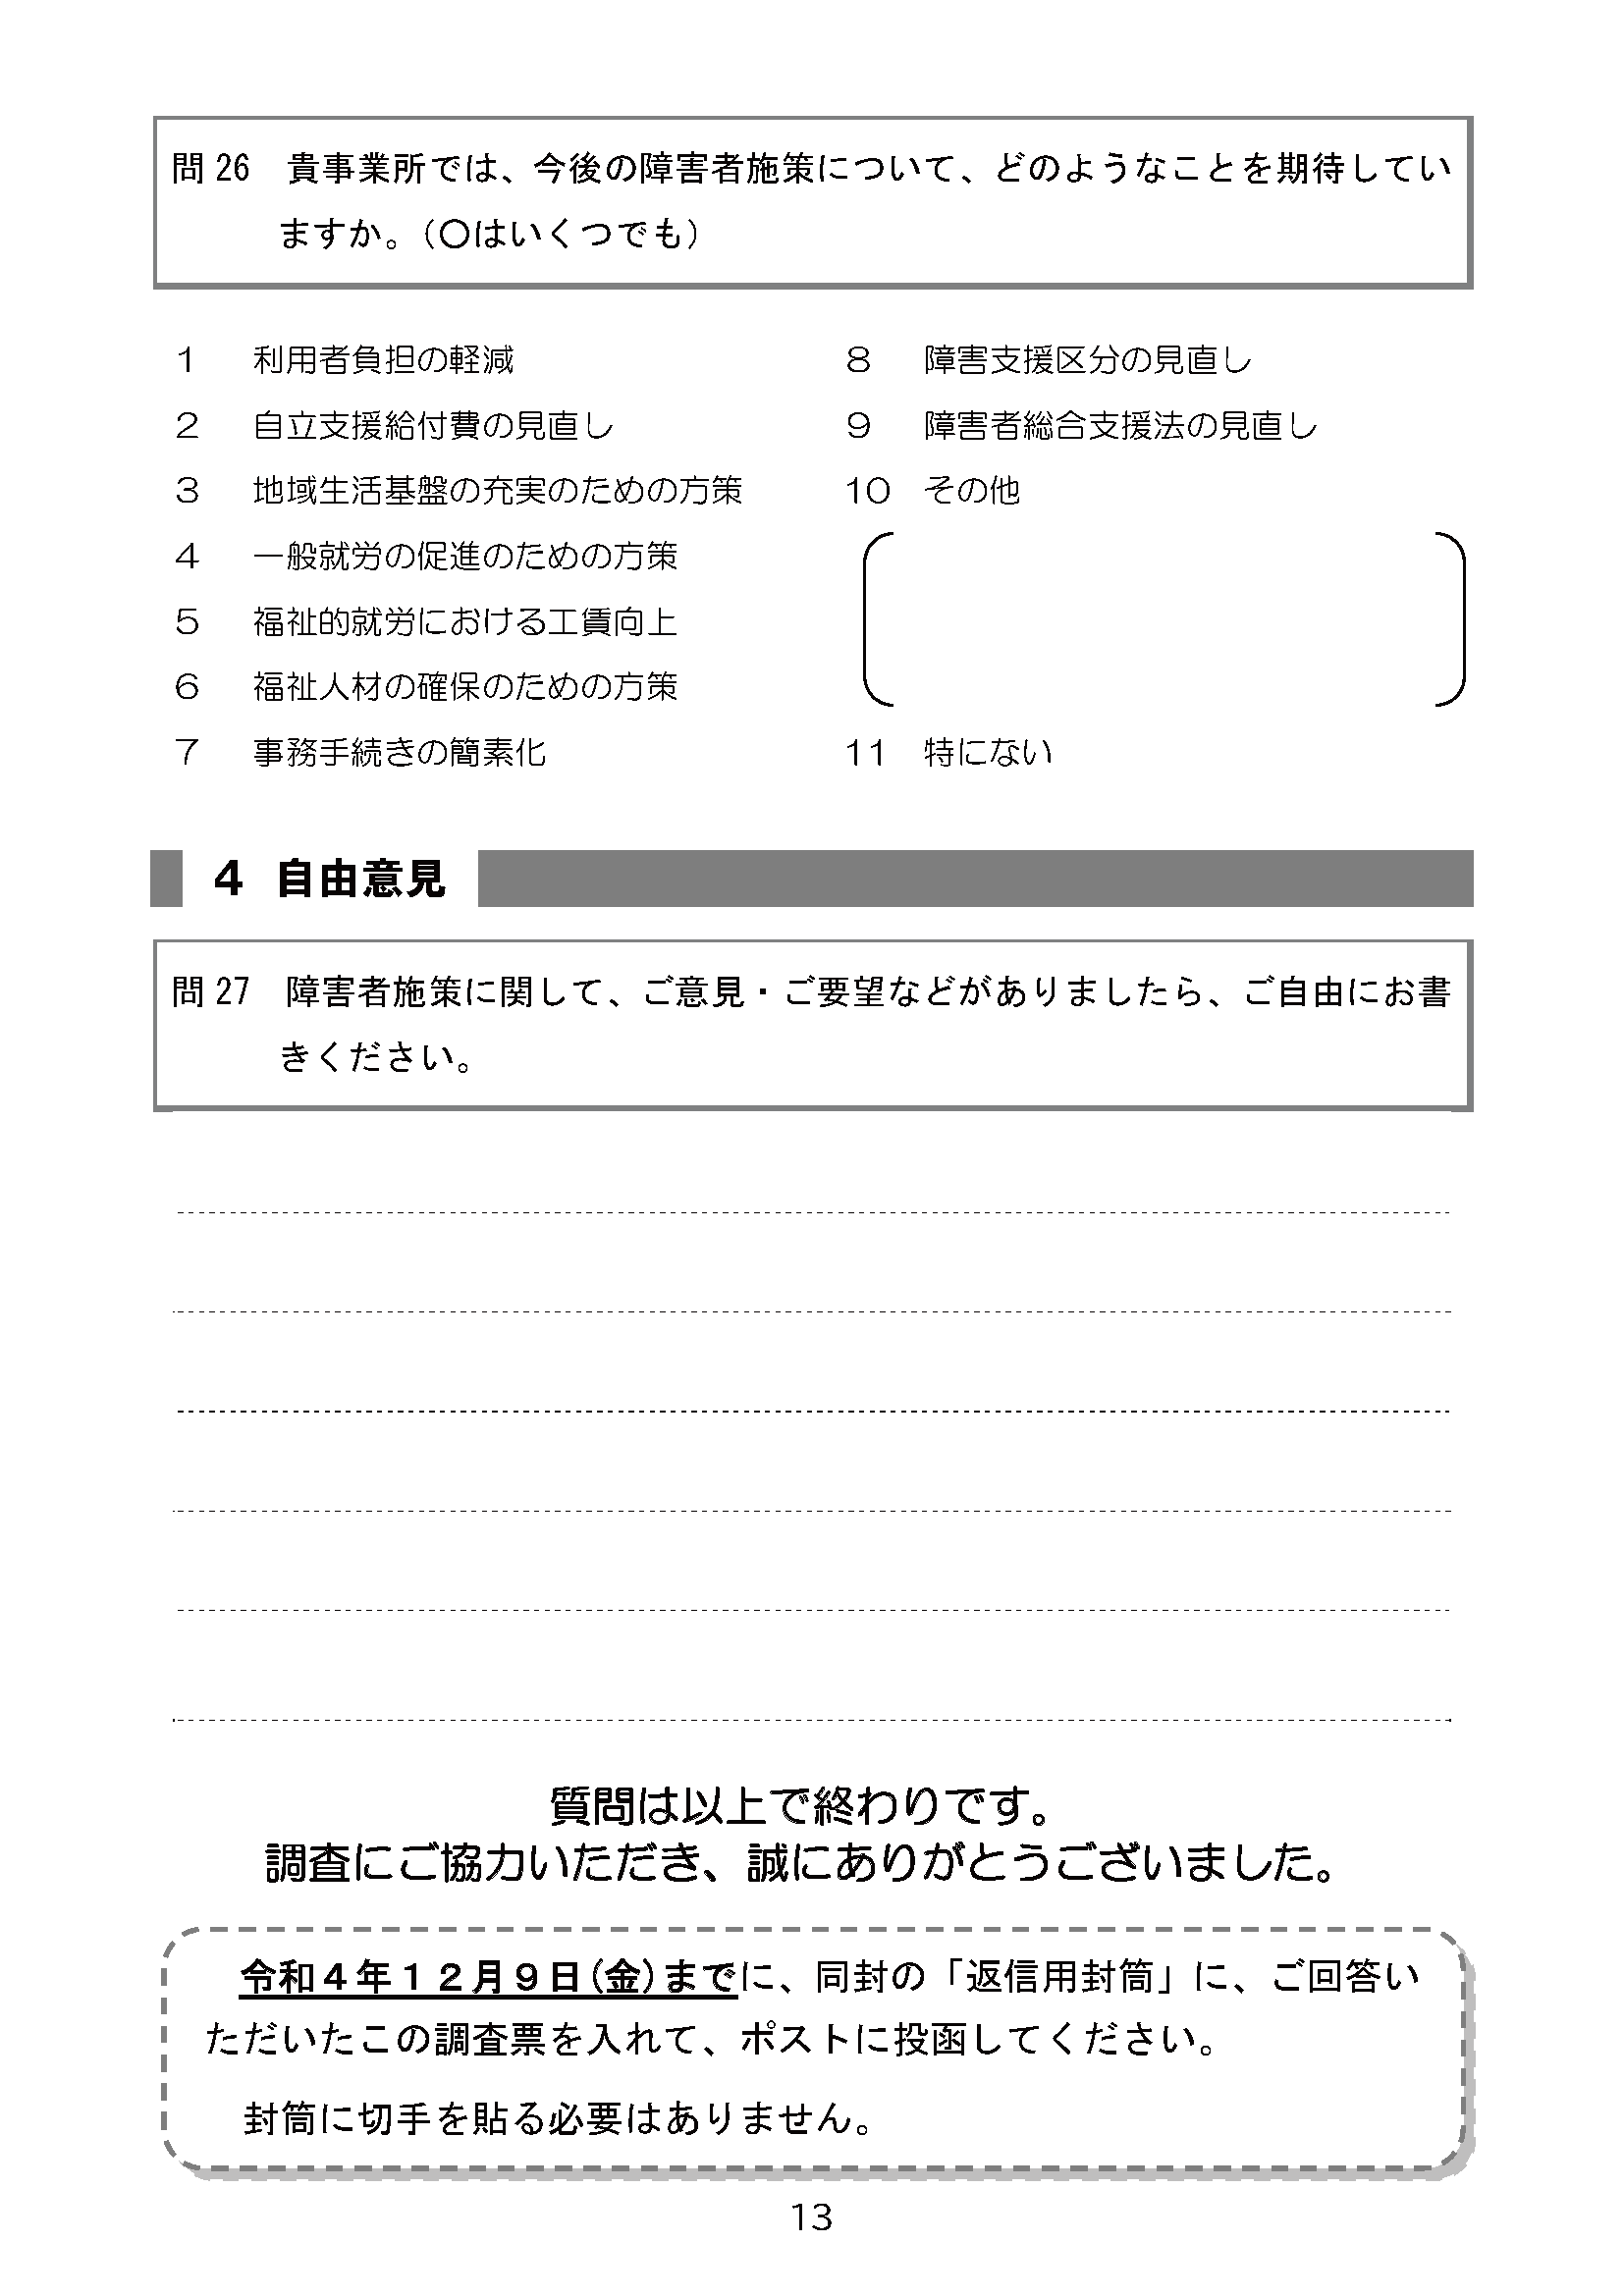 問 26　貴事業所では、今後の障害者施策について、どのようなことを期待してい
ますか。（〇はいくつでも）
1　利用者負担の軽減
2　自立支援給付費の見直し
3　地域生活基盤の充実のための方策
4　一般就労の促進のための方策
5　福祉的就労における工賃向上
6　福祉人材の確保のための方策
7　事務手続きの簡素化
8　障害支援区分の見直し
9　障害者総合支援法の見直し
10　その他
11　特にない
４　自由意見
問 27　障害者施策に関して、ご意見・ご要望などがありましたら、ご自由にお書
きください。
質問は以上で終わりです。
調査にご協力いただき、誠にありがとうございました。
令和４年１２月９日（金）までに、同封の「返信用封筒」に、ご回答い
ただいたこの調査票を入れて、ポストに投函してください。
封筒に切手を貼る必要はありません。
13